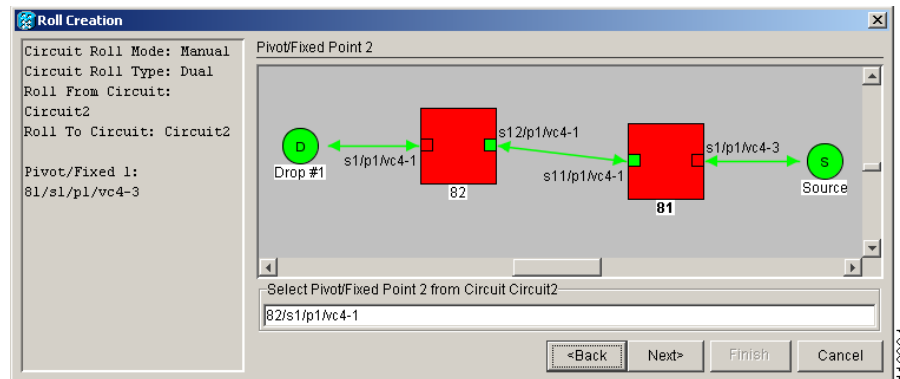 Roll Creation
Circuit Roll Mode: Manual
Circuit Roll Type: Dual
Roll From Circuit:
Circuit2
Roll To Circuit: Circuit2
Pivot/Fixed 1:
81/s1/p1/vc4-3
Pivot/Fixed Point 2
D
Drop #1
s1/p1/vc4-1
82
s12/p1/vc4-1
s11/p1/vc4-1
81
s1/p1/vc4-3
S
Source
Select Pivot/Fixed Point 2 from Circuit Circuit2
82/s1/p1/vc4-1
<Back
Next>
Finish
Cancel